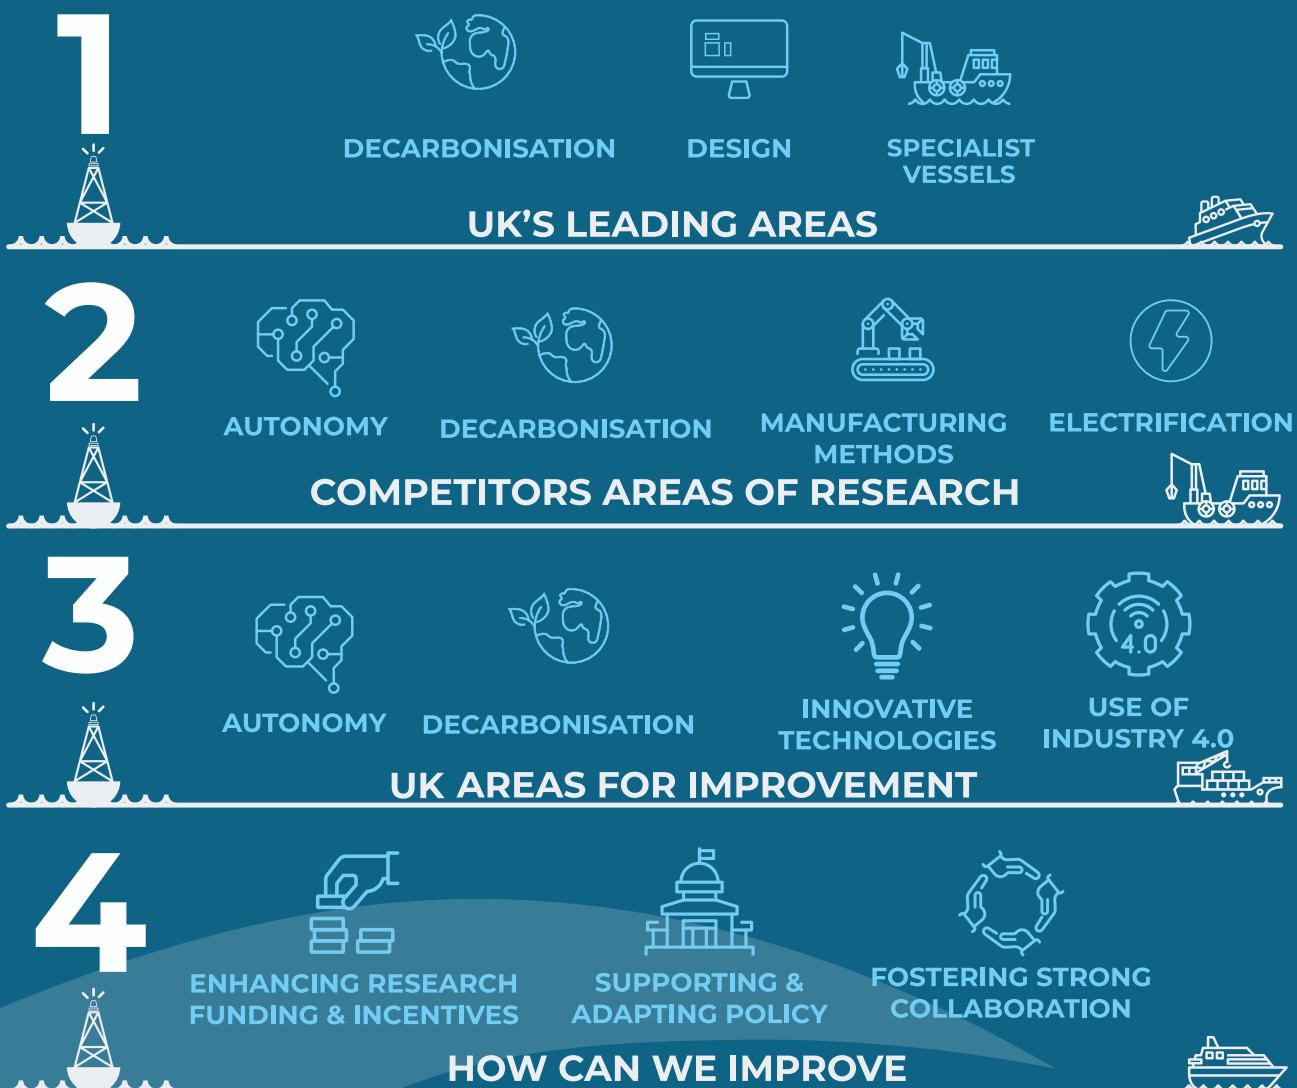 1
DECARBONISATION
DESIGN
SPECIALIST
VESSELS
UK'S LEADING AREAS
2
AUTONOMY
DECARBONISATION
MANUFACTURING
METHODS
ELECTRIFICATION
COMPETITORS AREAS OF RESEARCH
3
4.0
AUTONOMY
DECARBONISATION
INNOVATIVE
TECHNOLOGIES
USE OF
INDUSTRY 4.0
UK AREAS FOR IMPROVEMENT
4
ENHANCING RESEARCH
FUNDING & INCENTIVES
SUPPORTING &
ADAPTING POLICY
FOSTERING STRONG
COLLABORATION
HOW CAN WE IMPROVE